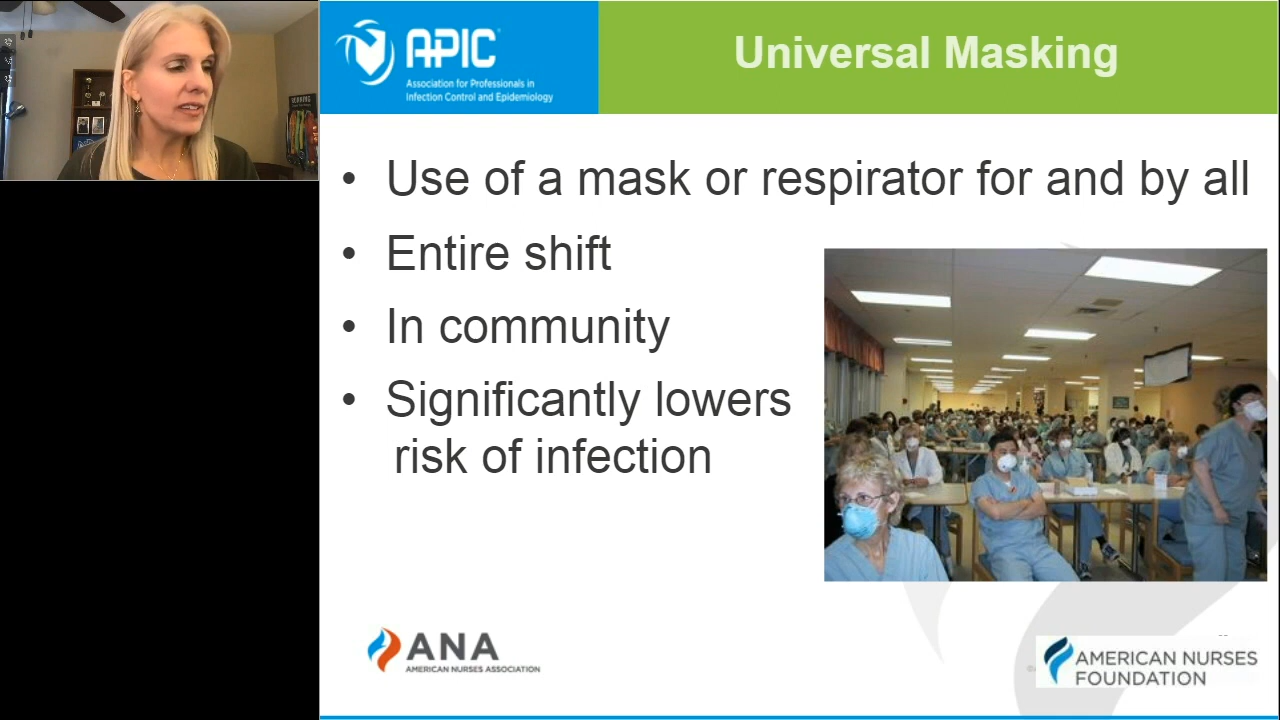 APIC
Association for Professionals in
Infection Control and Epidemiology
Universal Masking
• Use of a mask or respirator for and by all
• Entire shift
• In community
• Significantly lowers
risk of infection
ANA
AMERICAN NURSES ASSOCIATION
AMERICAN NURSES
FOUNDATION